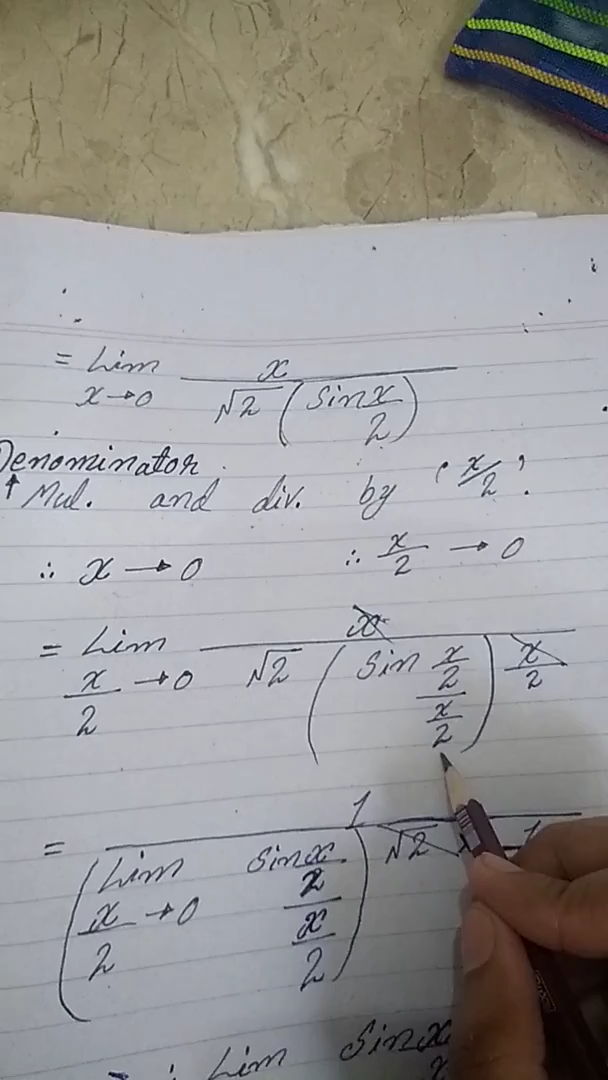 = Lim x→0 x / √2 (Sin x/2)
Denominator
↑ Mul. and div. by ' x/2 '.
∴ x → 0 ∴ x/2 → 0
= Lim x/2 → 0 x / √2 (Sin x/2 / x/2) x/2
= 1 / (Lim x/2 → 0 Sin x/2 / x/2) √2 1
∴ Lim Sin x